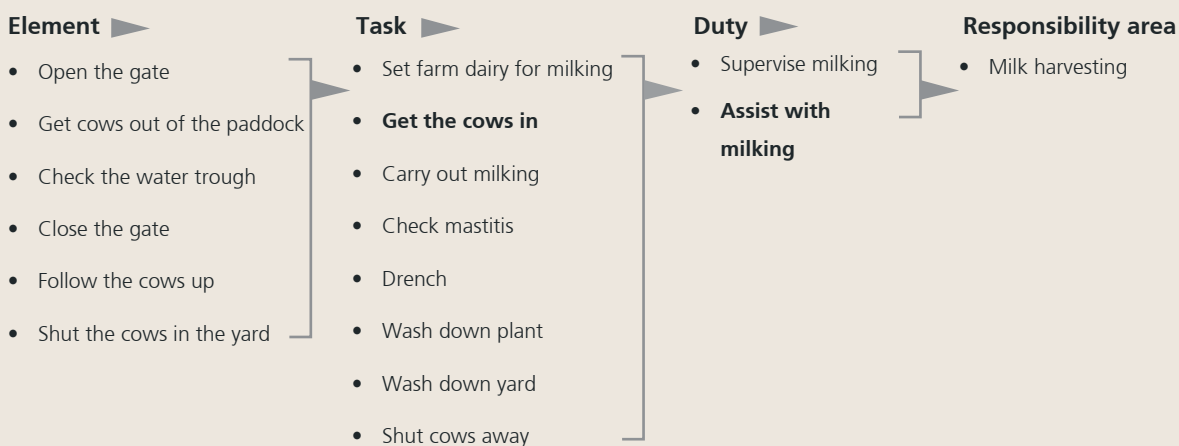 Element
• Open the gate
• Get cows out of the paddock
• Check the water trough
• Close the gate
• Follow the cows up
• Shut the cows in the yard
Task
• Set farm dairy for milking
• Get the cows in
• Carry out milking
• Check mastitis
• Drench
• Wash down plant
• Wash down yard
• Shut cows away
Duty
• Supervise milking
• Assist with
milking
Responsibility area
• Milk harvesting